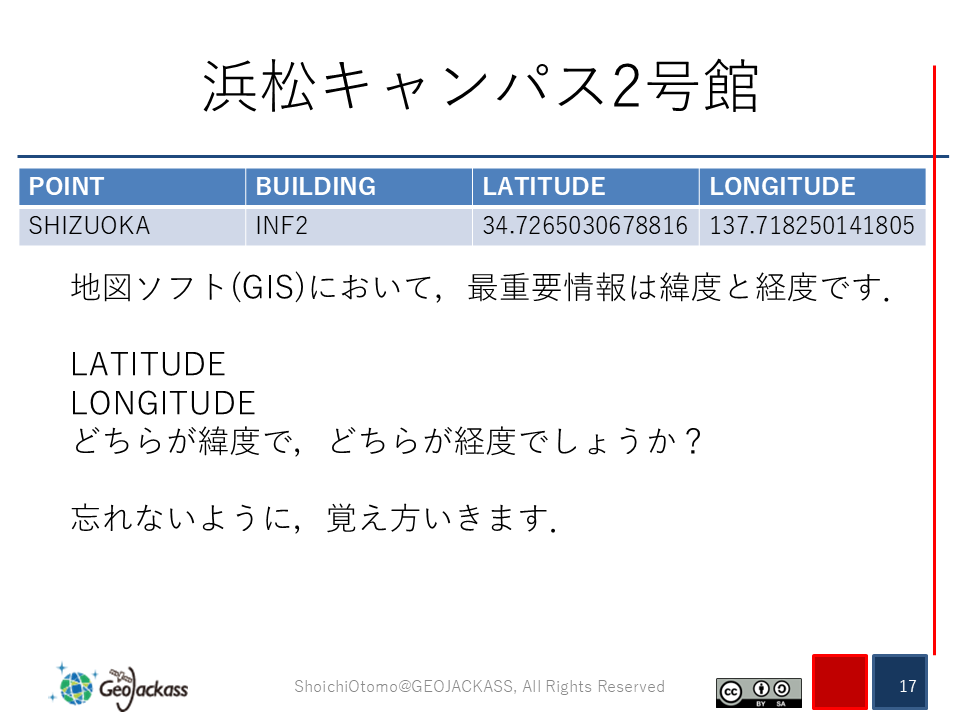 浜松キャンパス2号館
POINT BUILDING LATITUDE LONGITUDE
SHIZUOKA INF2 34.7265030678816 137.718250141805
地図ソフト(GIS)において，最重要情報は緯度と経度です．
LATITUDE
LONGITUDE
どちらが緯度で，どちらが経度でしょうか？
忘れないように，覚え方いきます．
GeoJackass
ShoichiOtomo@GEOJACKASS, All Rights Reserved
cc BY SA
17